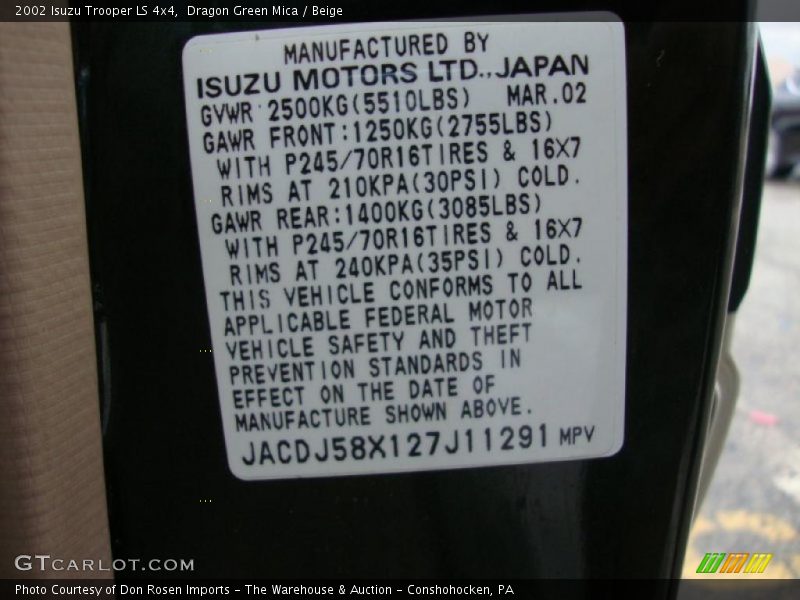 2002 Isuzu Trooper LS 4x4,  Dragon Green Mica / Beige
MANUFACTURED BY
ISUZU MOTORS LTD.,JAPAN
GVWR 2500KG(5510LBS) MAR.02
GAWR FRONT:1250KG(2755LBS)
WITH P245/70R16TIRES & 16X7
RIMS AT 210KPA(30PSI) COLD.
GAWR REAR:1400KG(3085LBS)
WITH P245/70R16TIRES & 16X7
RIMS AT 240KPA(35PSI) COLD.
THIS VEHICLE CONFORMS TO ALL
APPLICABLE FEDERAL MOTOR
VEHICLE SAFETY AND THEFT
PREVENTION STANDARDS IN
EFFECT ON THE DATE OF
MANUFACTURE SHOWN ABOVE.
JACDJ58X127J11291 MPV
GTCARLOT.COM
Photo Courtesy of Don Rosen Imports - The Warehouse & Auction - Conshohocken, PA